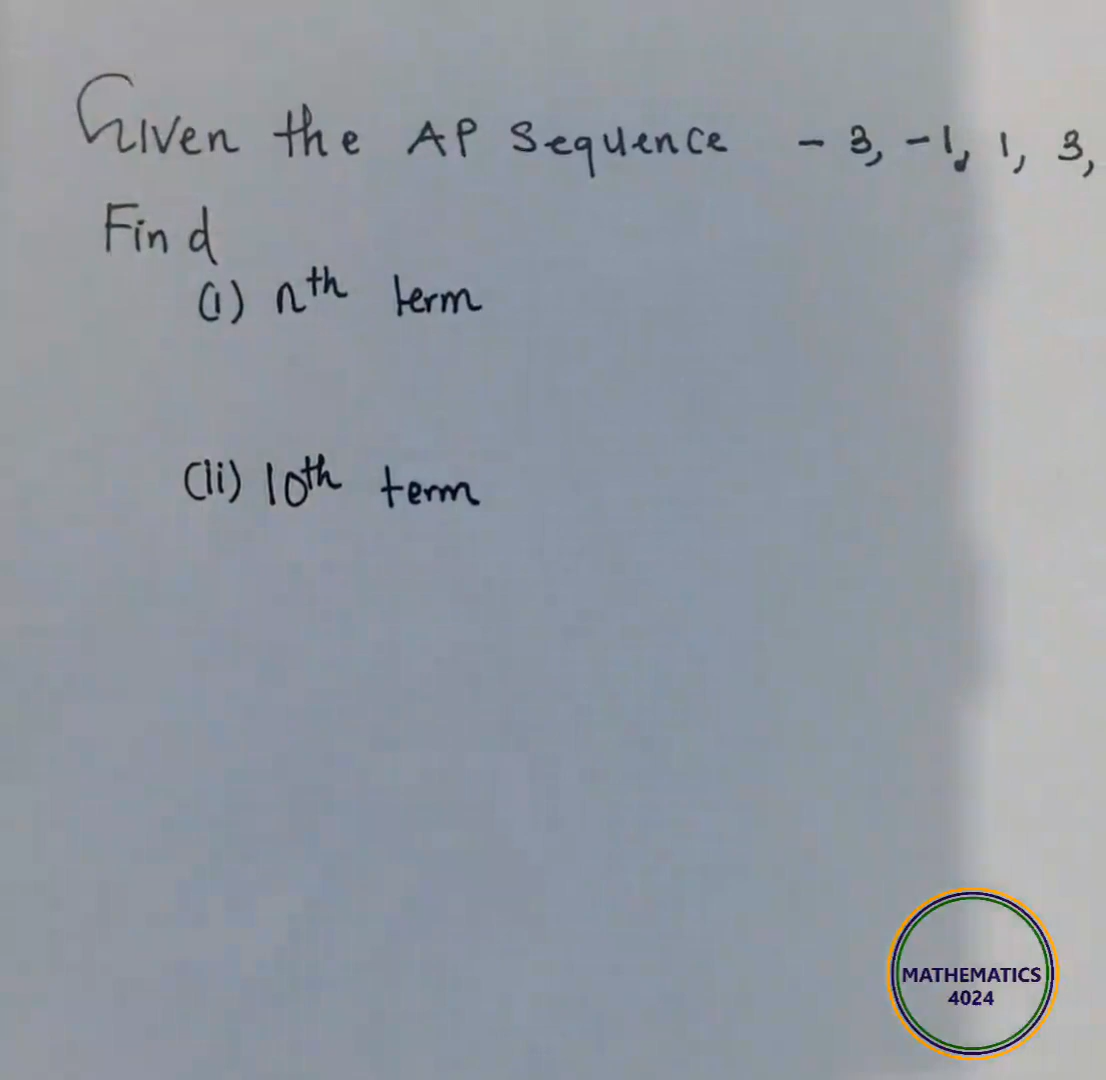 Given the AP Sequence - 3, -1, 1, 3,
Find
(i) nth term
(ii) 10th term
MATHEMATICS
4024